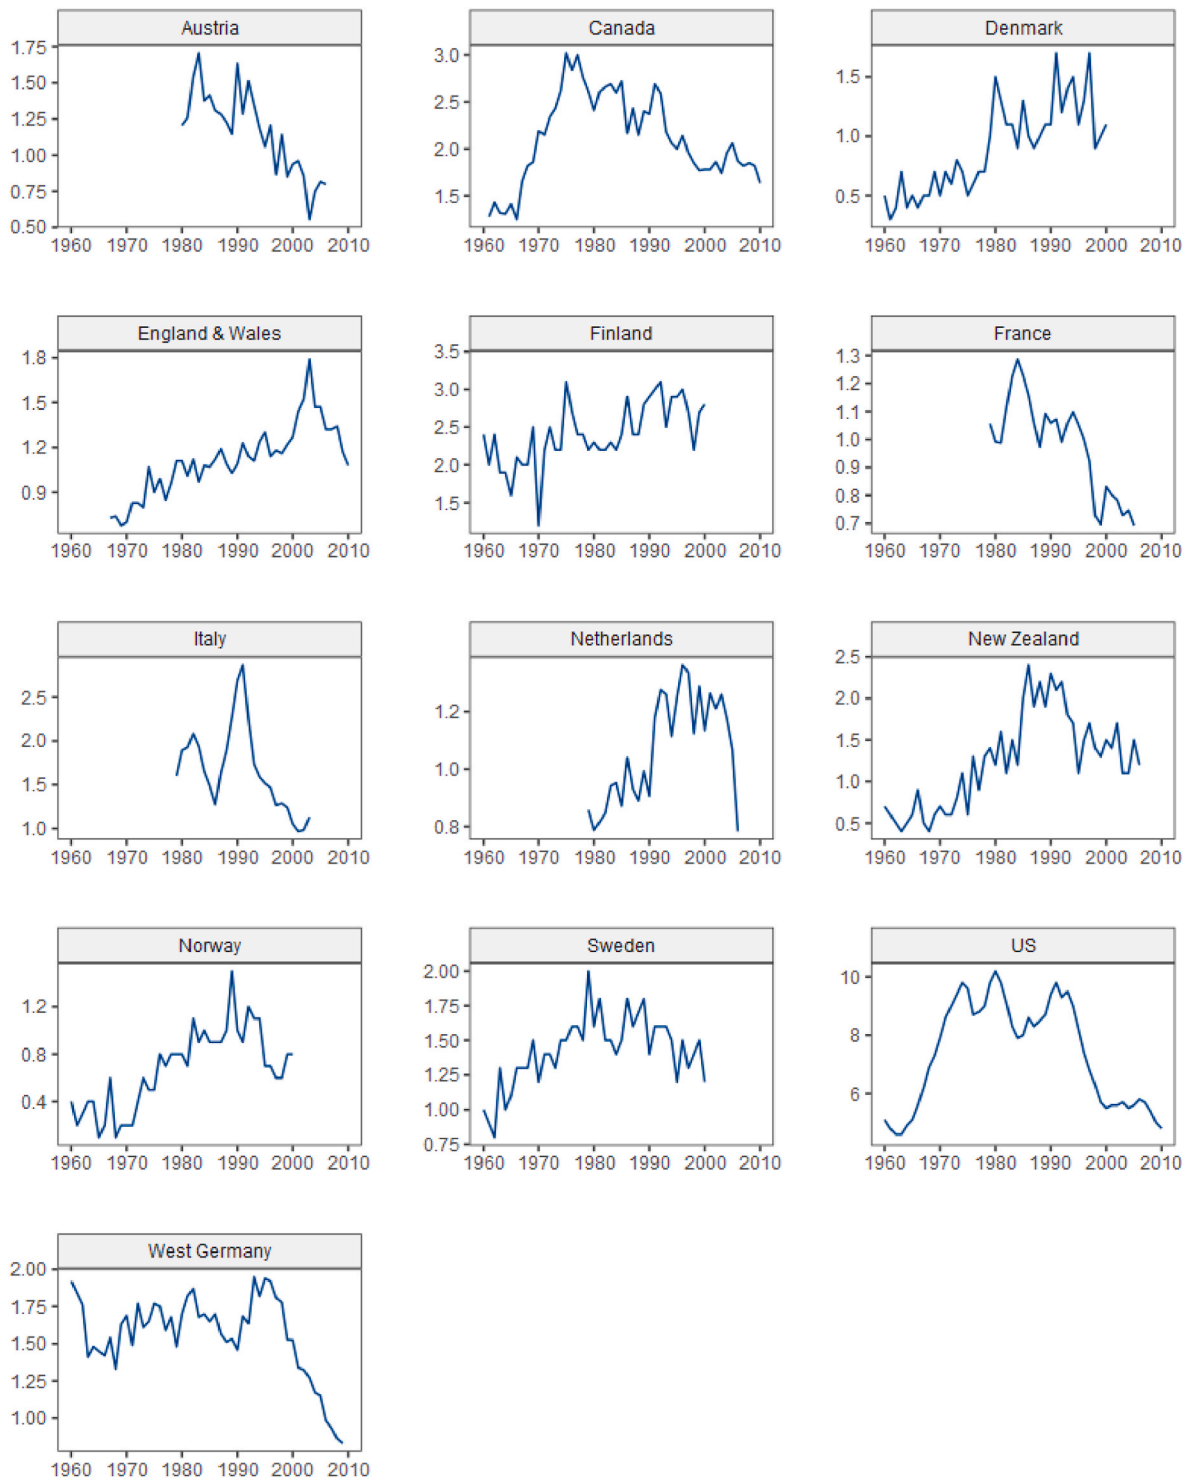 Austria
Canada
Denmark
1.75
1.50
1.25
1.00
0.75
0.50
3.0
2.5
2.0
1.5
1.5
1.0
0.5
1960 1970 1980 1990 2000 2010
1960 1970 1980 1990 2000 2010
1960 1970 1980 1990 2000 2010
England & Wales
Finland
France
1.8
1.5
1.2
0.9
3.5
3.0
2.5
2.0
1.5
1.3
1.2
1.1
1.0
0.9
0.8
0.7
1960 1970 1980 1990 2000 2010
1960 1970 1980 1990 2000 2010
1960 1970 1980 1990 2000 2010
Italy
Netherlands
New Zealand
2.5
2.0
1.5
1.0
1.2
1.0
0.8
2.5
2.0
1.5
1.0
0.5
1960 1970 1980 1990 2000 2010
1960 1970 1980 1990 2000 2010
1960 1970 1980 1990 2000 2010
Norway
Sweden
US
1.2
0.8
0.4
2.00
1.75
1.50
1.25
1.00
0.75
10
8
6
1960 1970 1980 1990 2000 2010
1960 1970 1980 1990 2000 2010
1960 1970 1980 1990 2000 2010
West Germany
2.00
1.75
1.50
1.25
1.00
1960 1970 1980 1990 2000 2010